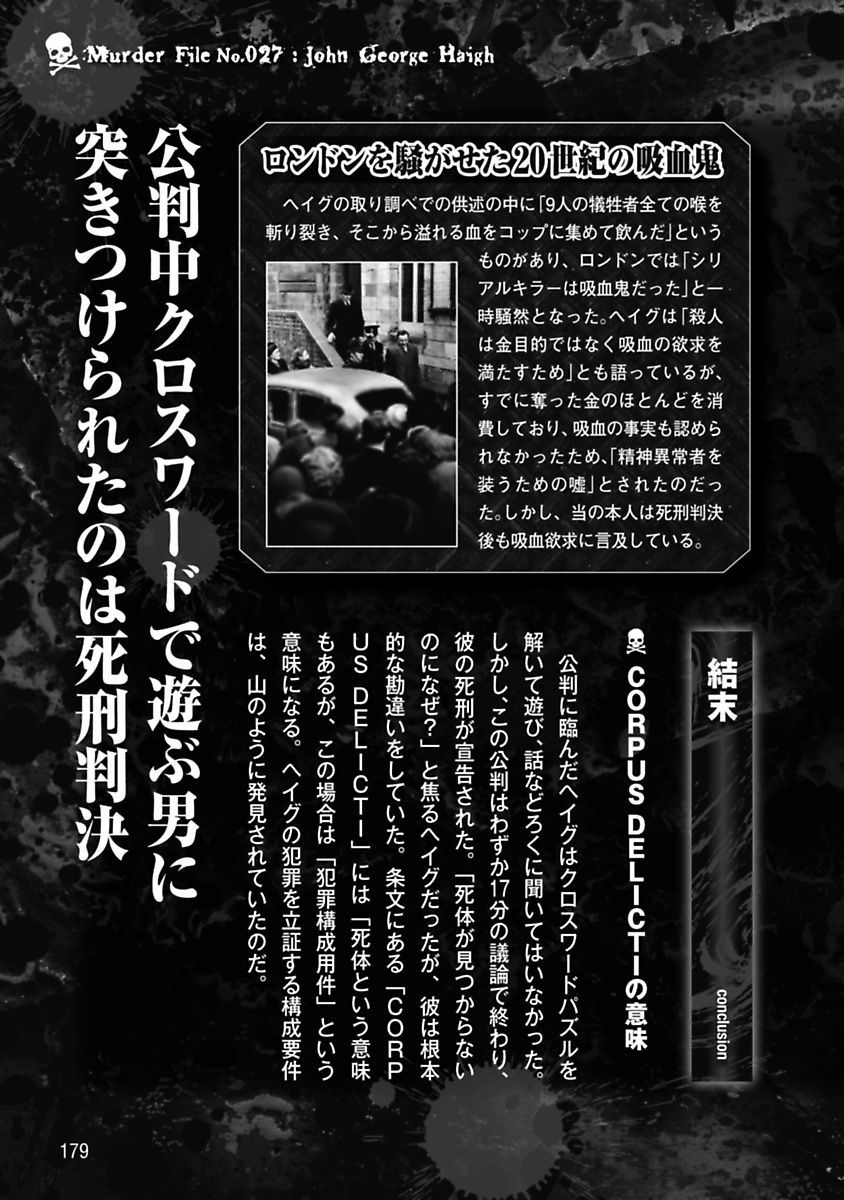 Murder File No.027 : John George Haigh
ロンドンを騒がせた20世紀の吸血鬼
ヘイグの取り調べでの供述の中に「9人の犠牲者全ての喉を
斬り裂き、そこから溢れる血をコップに集めて飲んだ」という
ものがあり、ロンドンでは「シリ
アルキラーは吸血鬼だった」と一
時騒然となった。ヘイグは「殺人
は金目的ではなく吸血の欲求を
満たすため」とも語っているが、
すでに奪った金のほとんどを消
費しており、吸血の事実も認めら
れなかったため、「精神異常者を
装うための嘘」とされたのだっ
た。しかし、当の本人は死刑判決
後も吸血欲求に言及している。
公判中クロスワードで遊ぶ男に
突きつけられたのは死刑判決
結末
conclusion
CORPUS DELICTIの意味
公判に臨んだヘイグはクロスワードパズルを
解いて遊び、話などろくに聞いてはいなかった。
しかし、この公判はわずか17分の議論で終わり、
彼の死刑が宣告された。「死体が見つからない
のになぜ？」と焦るヘイグだったが、彼は根本
的な勘違いをしていた。条文にある「CORP
US DELICTI」には「死体という意味
もあるが、この場合は「犯罪構成用件」という
意味になる。ヘイグの犯罪を立証する構成要件
は、山のように発見されていたのだ。
179